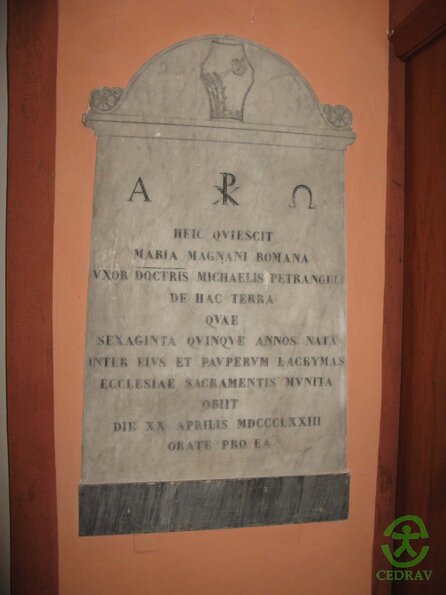 Α ☧ Ω
HEIC QVIESCIT
MARIA MAGNANI ROMANA
VXOR DOCTRIS MICHAELIS PETRANGELI
DE HAC TERRA
QVAE
SEXAGINTA QVINQVE ANNOS NATA
INTER EIVS ET PAVPERVM LACRYMAS
ECCLESIAE SACRAMENTIS MVNITA
OBIIT
DIE XX APRILIS MDCCCLXXIII
ORATE PRO EA
CEDRAV